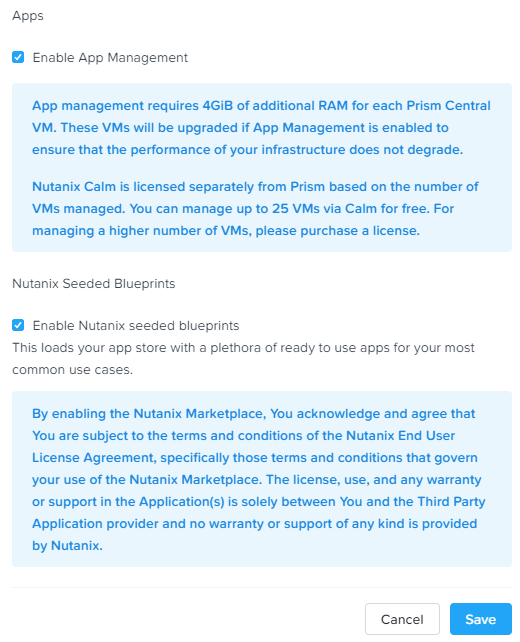 Apps
Enable App Management
App management requires 4GiB of additional RAM for each Prism Central
VM. These VMs will be upgraded if App Management is enabled to
ensure that the performance of your infrastructure does not degrade.
Nutanix Calm is licensed separately from Prism based on the number of
VMs managed. You can manage up to 25 VMs via Calm for free. For
managing a higher number of VMs, please purchase a license.
Nutanix Seeded Blueprints
Enable Nutanix seeded blueprints
This loads your app store with a plethora of ready to use apps for your most
common use cases.
By enabling the Nutanix Marketplace, You acknowledge and agree that
You are subject to the terms and conditions of the Nutanix End User
License Agreement, specifically those terms and conditions that govern
your use of the Nutanix Marketplace. The license, use, and any warranty
or support in the Application(s) is solely between You and the Third Party
Application provider and no warranty or support of any kind is provided
by Nutanix.
Cancel Save